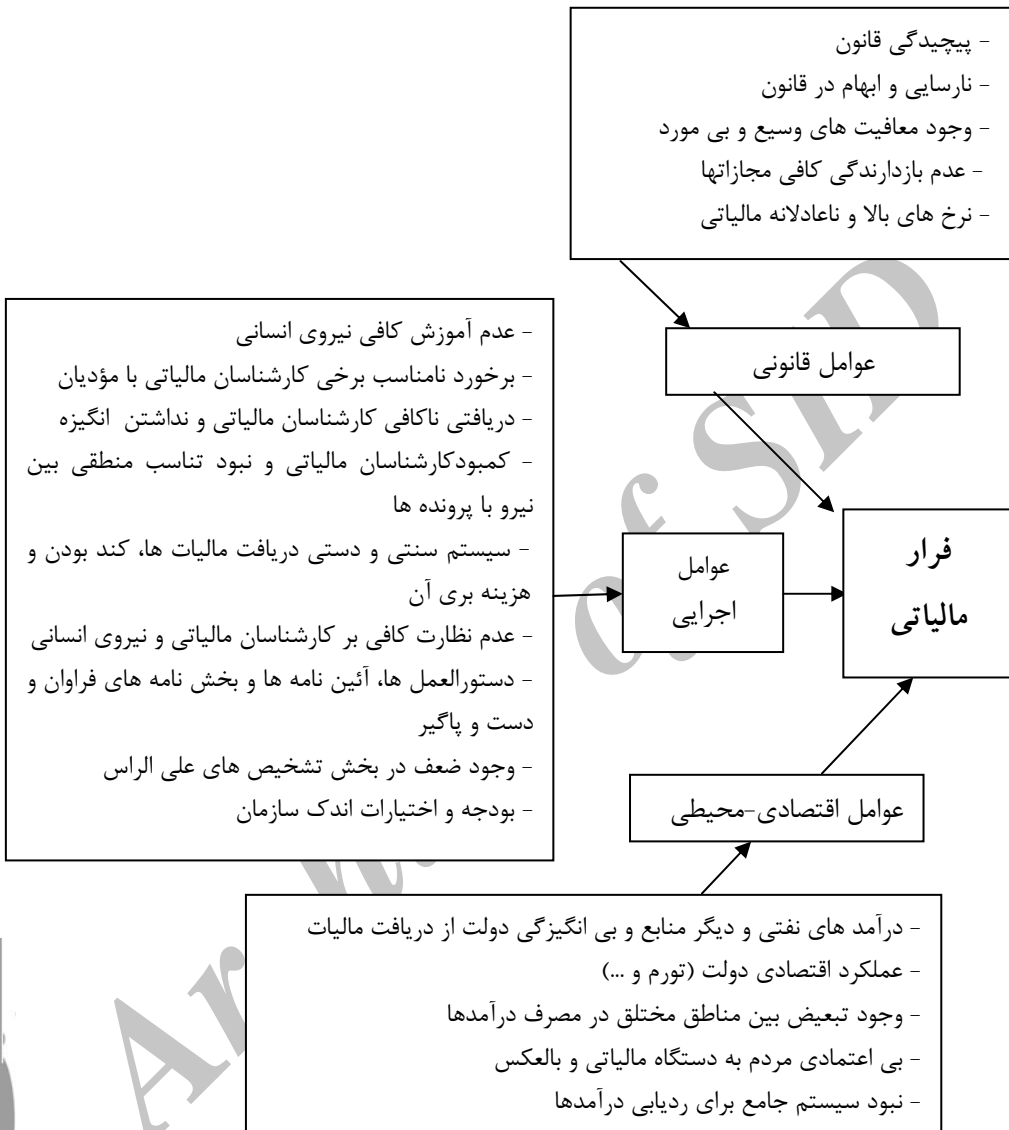 - پیچیدگی قانون
- نارسایی و ابهام در قانون
- وجود معافیت های وسیع و بی مورد
- عدم بازدارندگی کافی مجازاتها
- نرخ های بالا و ناعادلانه مالیاتی
عوامل قانونی
- عدم آموزش کافی نیروی انسانی
- برخورد نامناسب برخی کارشناسان مالیاتی با مؤدیان
- دریافتی ناکافی کارشناسان مالیاتی و نداشتن انگیزه
- کمبودکارشناسان مالیاتی و نبود تناسب منطقی بین
نیرو با پرونده ها
- سیستم سنتی و دستی دریافت مالیات ها، کند بودن و
هزینه بری آن
- عدم نظارت کافی بر کارشناسان مالیاتی و نیروی انسانی
- دستورالعمل ها، آئین نامه ها و بخش نامه های فراوان و
دست و پاگیر
- وجود ضعف در بخش تشخیص های علی الراس
- بودجه و اختیارات اندک سازمان
عوامل
اجرایی
فرار
مالیاتی
عوامل اقتصادی-محیطی
- درآمد های نفتی و دیگر منابع و بی انگیزگی دولت از دریافت مالیات
- عملکرد اقتصادی دولت (تورم و ...)
- وجود تبعیض بین مناطق مختلق در مصرف درآمدها
- بی اعتمادی مردم به دستگاه مالیاتی و بالعکس
- نبود سیستم جامع برای ردیابی درآمدها
of SID